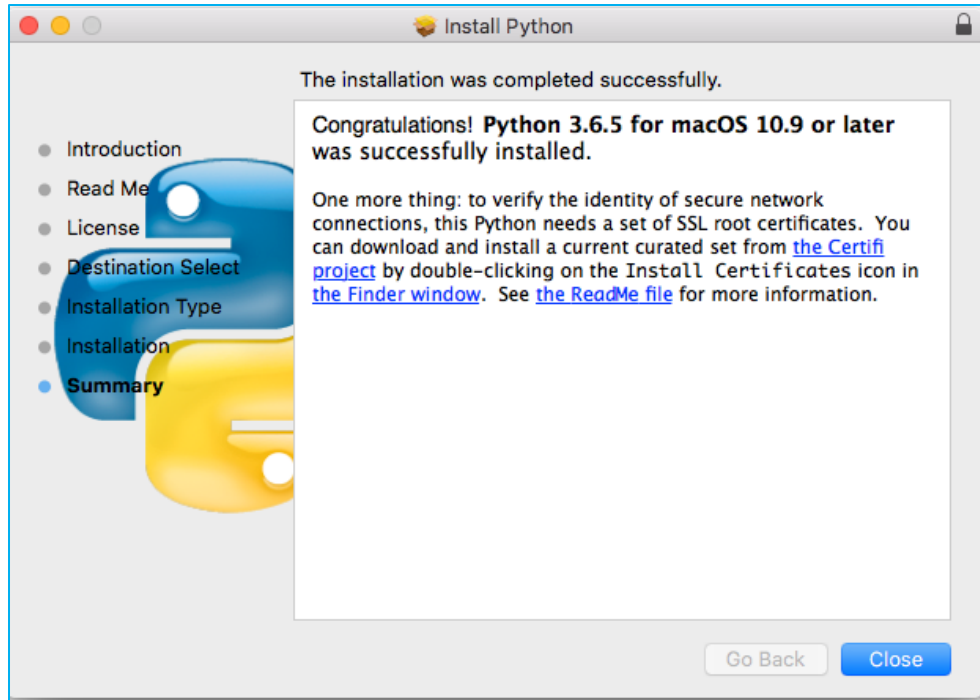 Install Python
The installation was completed successfully.
Introduction
Read Me
License
Destination Select
Installation Type
Installation
Summary
Congratulations! Python 3.6.5 for macOS 10.9 or later
was successfully installed.
One more thing: to verify the identity of secure network
connections, this Python needs a set of SSL root certificates.  You
can download and install a current curated set from the Certifi
project by double-clicking on the Install Certificates icon in
the Finder window.  See the ReadMe file for more information.
Go Back
Close